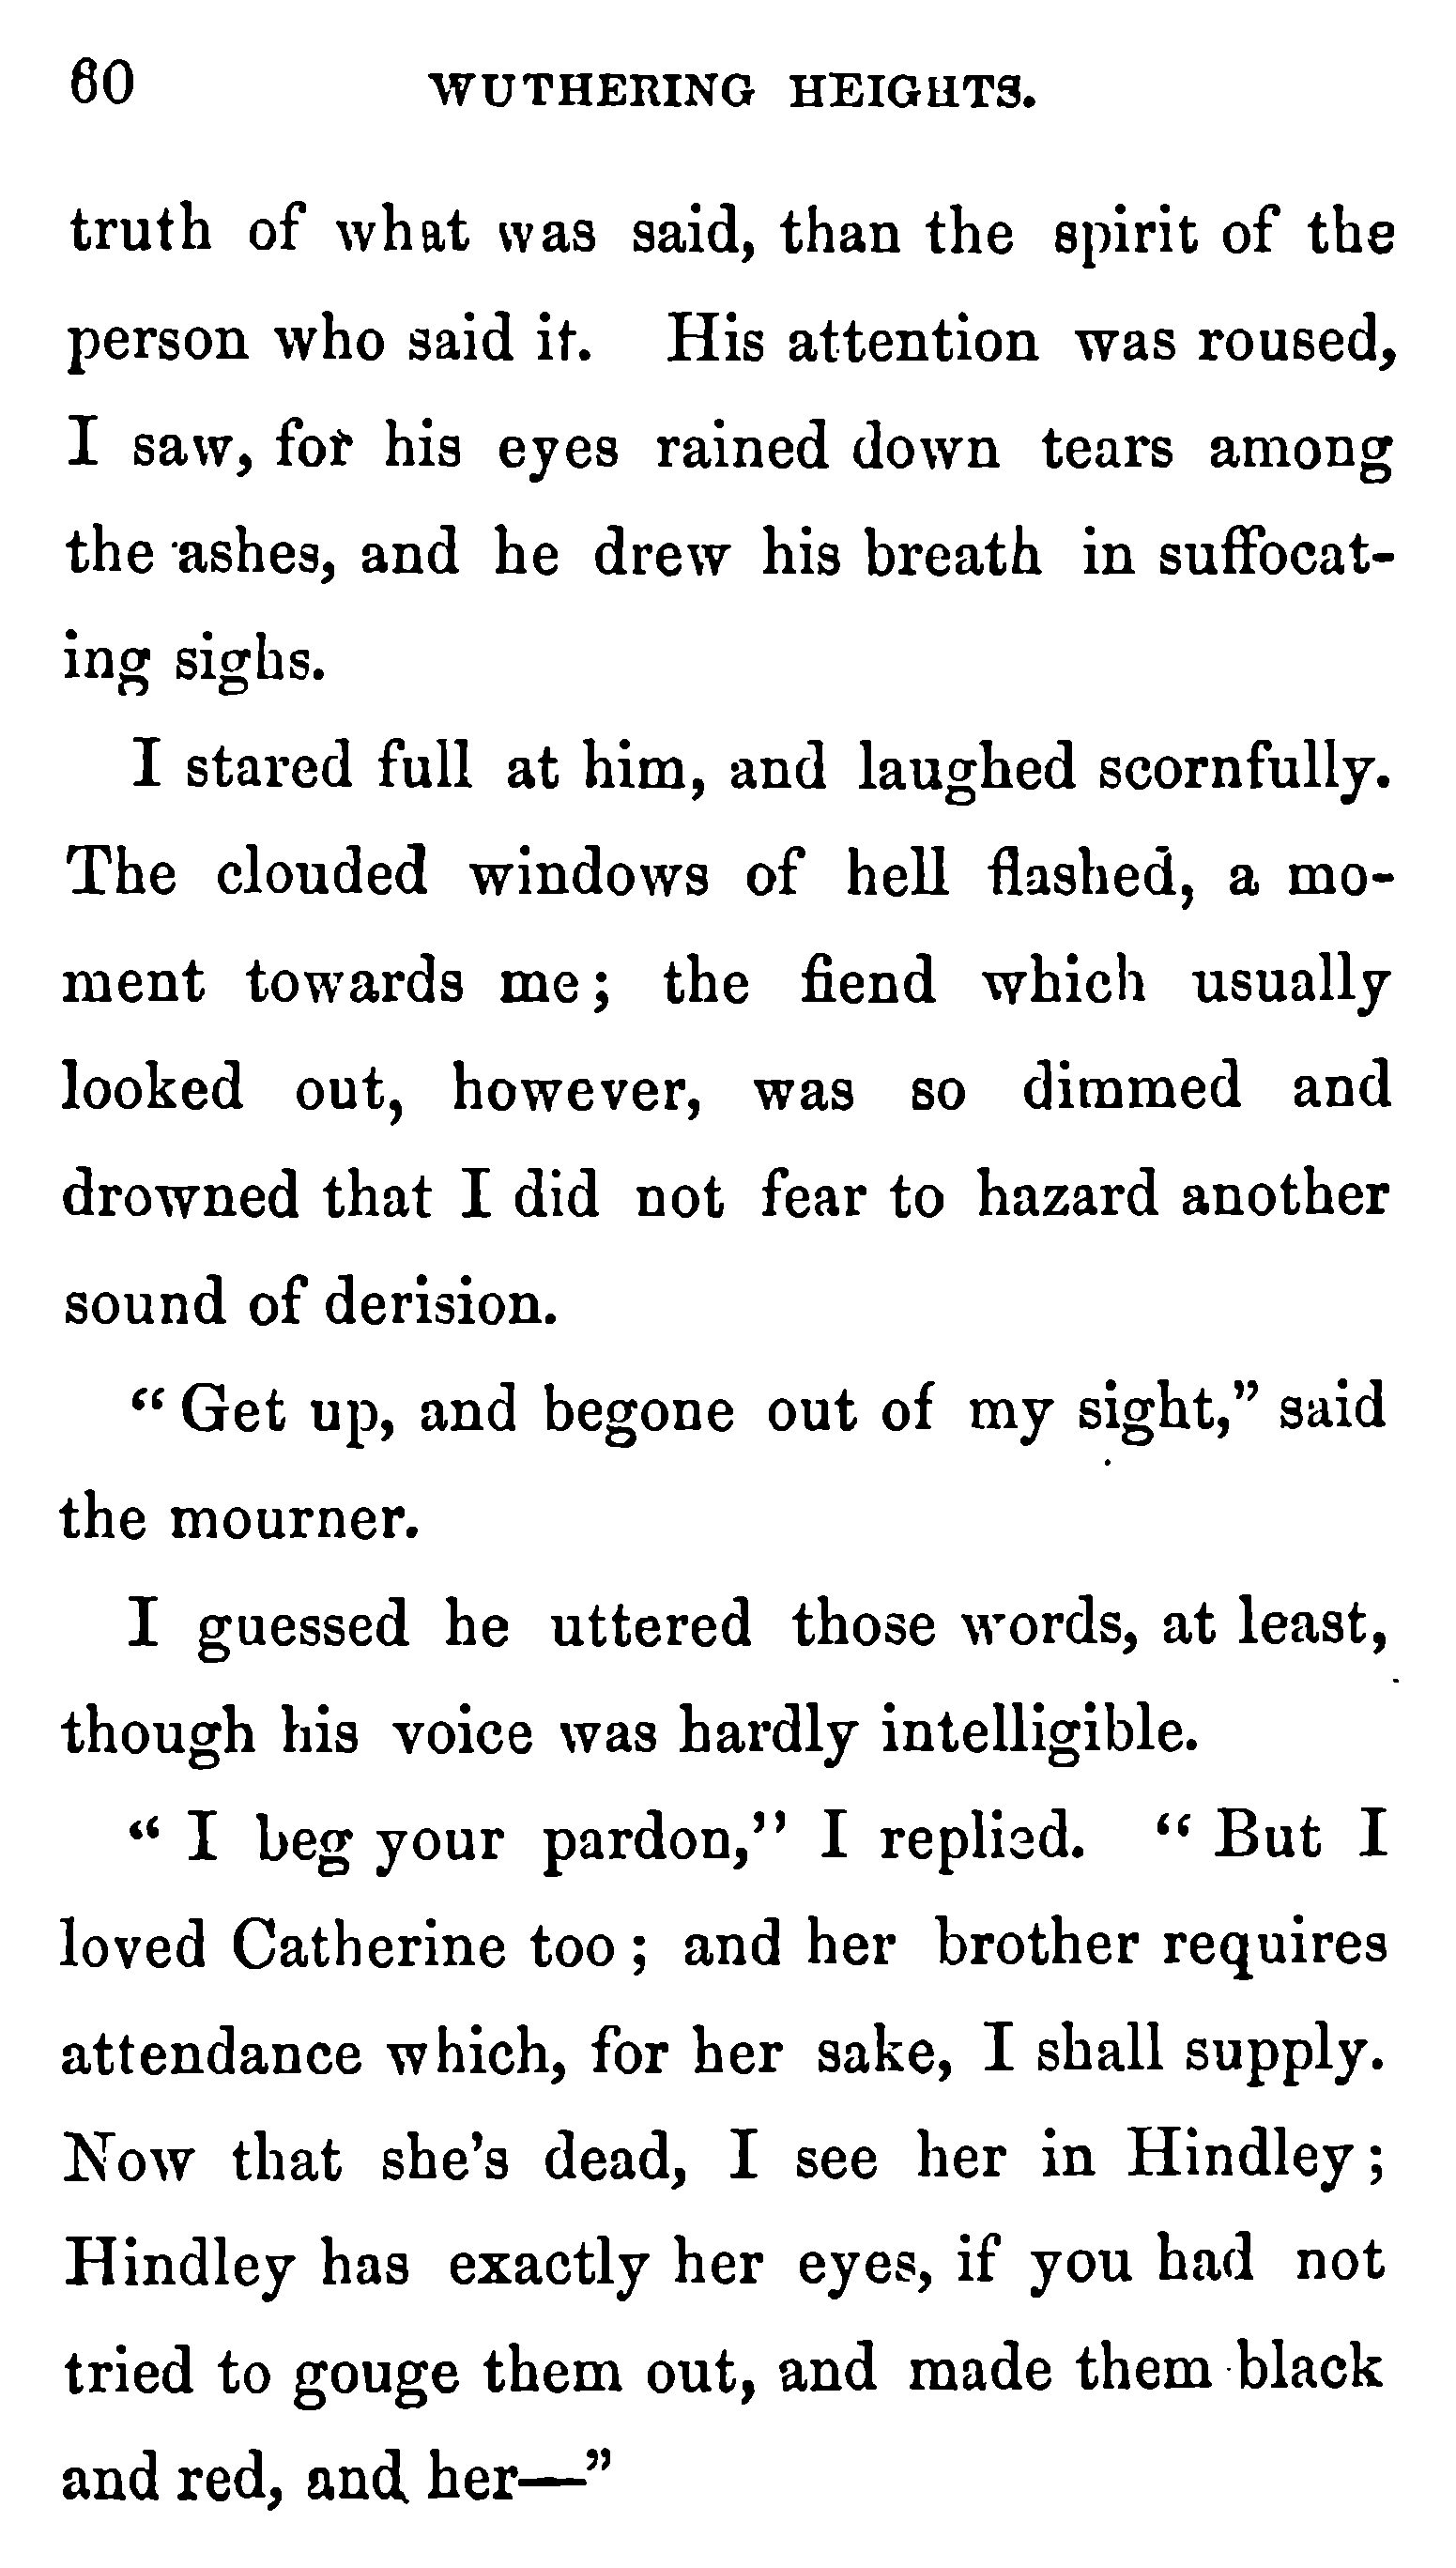 60 WUTHERING HEIGHTS.
truth of what was said, than the spirit of the
person who said it. His attention was roused,
I saw, for his eyes rained down tears among
the ashes, and he drew his breath in suffocat-
ing sighs.
I stared full at him, and laughed scornfully.
The clouded windows of hell flashed, a mo-
ment towards me; the fiend which usually
looked out, however, was so dimmed and
drowned that I did not fear to hazard another
sound of derision.
“Get up, and begone out of my sight,” said
the mourner.
I guessed he uttered those words, at least,
though his voice was hardly intelligible.
“I beg your pardon,” I replied. “But I
loved Catherine too; and her brother requires
attendance which, for her sake, I shall supply.
Now that she's dead, I see her in Hindley;
Hindley has exactly her eyes, if you had not
tried to gouge them out, and made them black
and red, and her—”